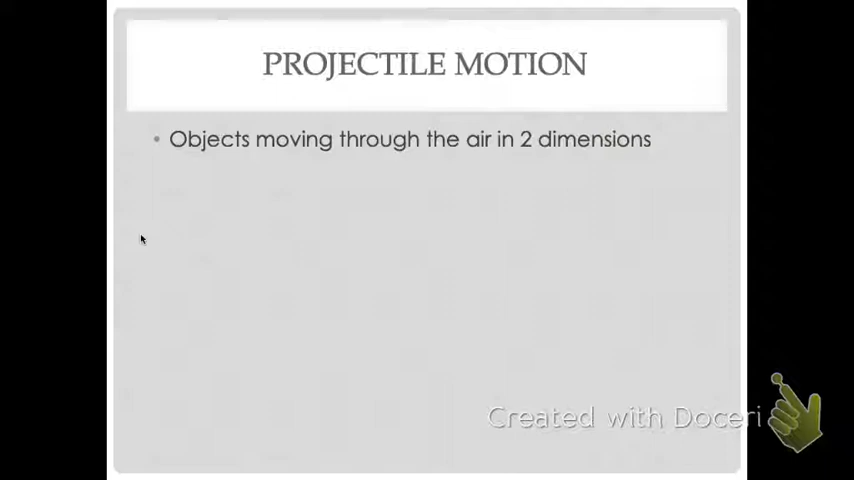 PROJECTILE MOTION
• Objects moving through the air in 2 dimensions
Created with Doceri